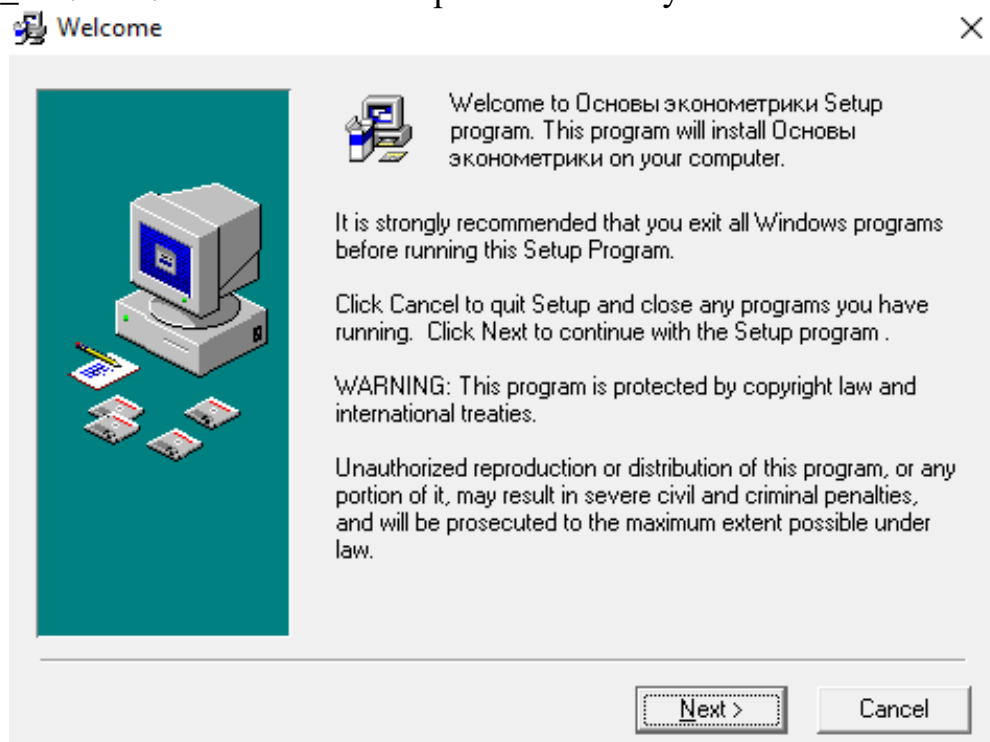 Welcome
Welcome to Основы эконометрики Setup
program. This program will install Основы
эконометрики on your computer.
It is strongly recommended that you exit all Windows programs
before running this Setup Program.
Click Cancel to quit Setup and close any programs you have
running.  Click Next to continue with the Setup program .
WARNING: This program is protected by copyright law and
international treaties.
Unauthorized reproduction or distribution of this program, or any
portion of it, may result in severe civil and criminal penalties,
and will be prosecuted to the maximum extent possible under
law.
Next >
Cancel